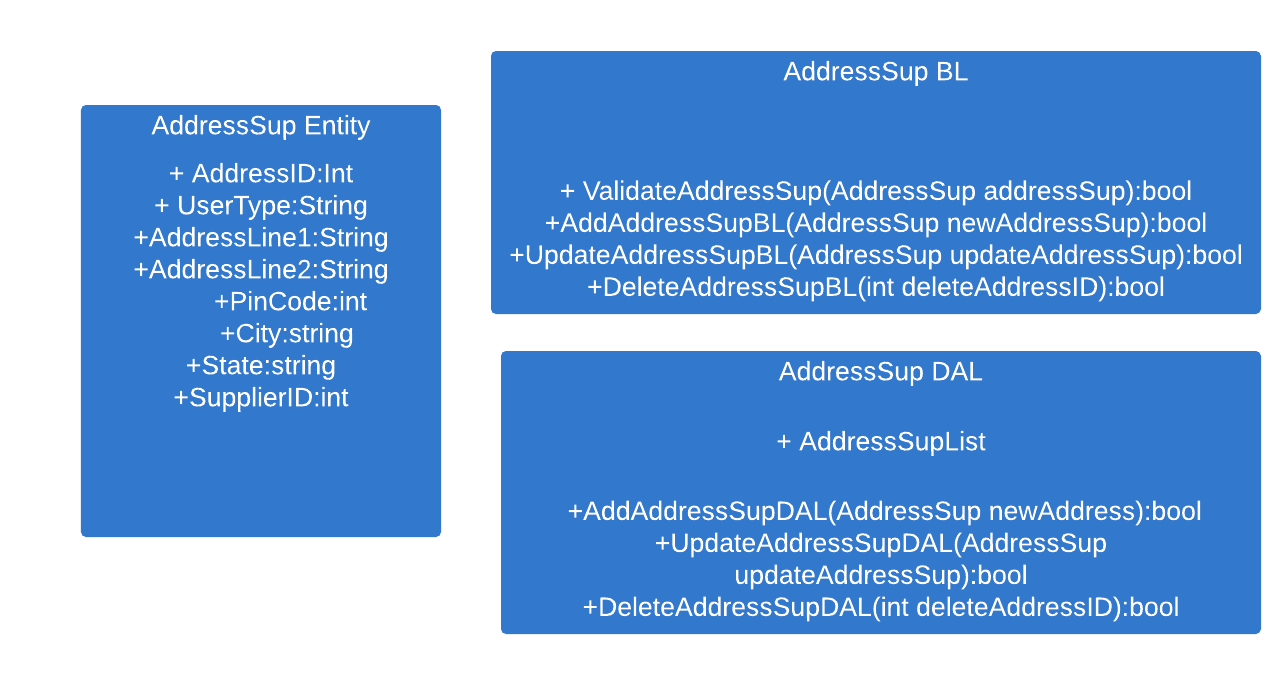 AddressSup Entity
+ AddressID:Int
+ UserType:String
+AddressLine1:String
+AddressLine2:String
+PinCode:int
+City:string
+State:string
+SupplierID:int
AddressSup BL
+ ValidateAddressSup(AddressSup addressSup):bool
+AddAddressSupBL(AddressSup newAddressSup):bool
+UpdateAddressSupBL(AddressSup updateAddressSup):bool
+DeleteAddressSupBL(int deleteAddressID):bool
AddressSup DAL
+ AddressSupList
+AddAddressSupDAL(AddressSup newAddress):bool
+UpdateAddressSupDAL(AddressSup
updateAddressSup):bool
+DeleteAddressSupDAL(int deleteAddressID):bool